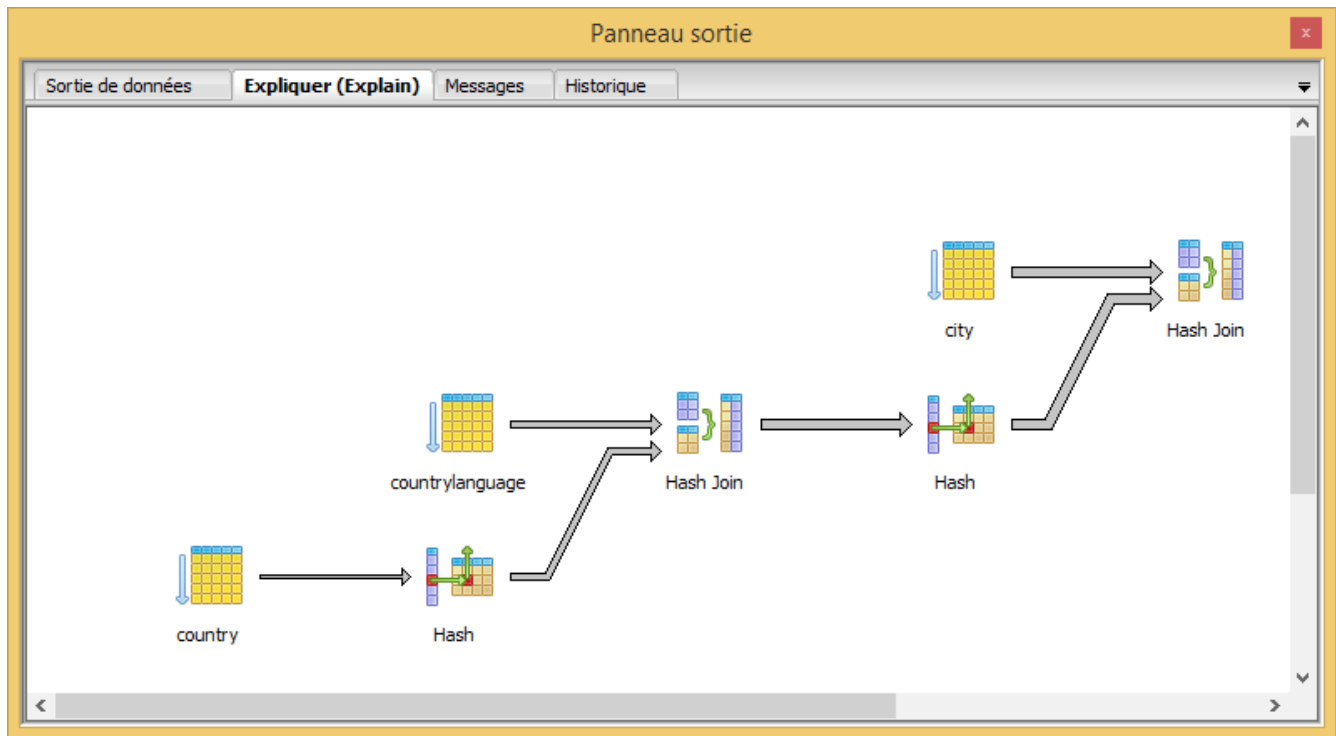 Panneau sortie
x
Sortie de données Expliquer (Explain) Messages Historique
city Hash Join
countrylanguage Hash Join Hash
country Hash